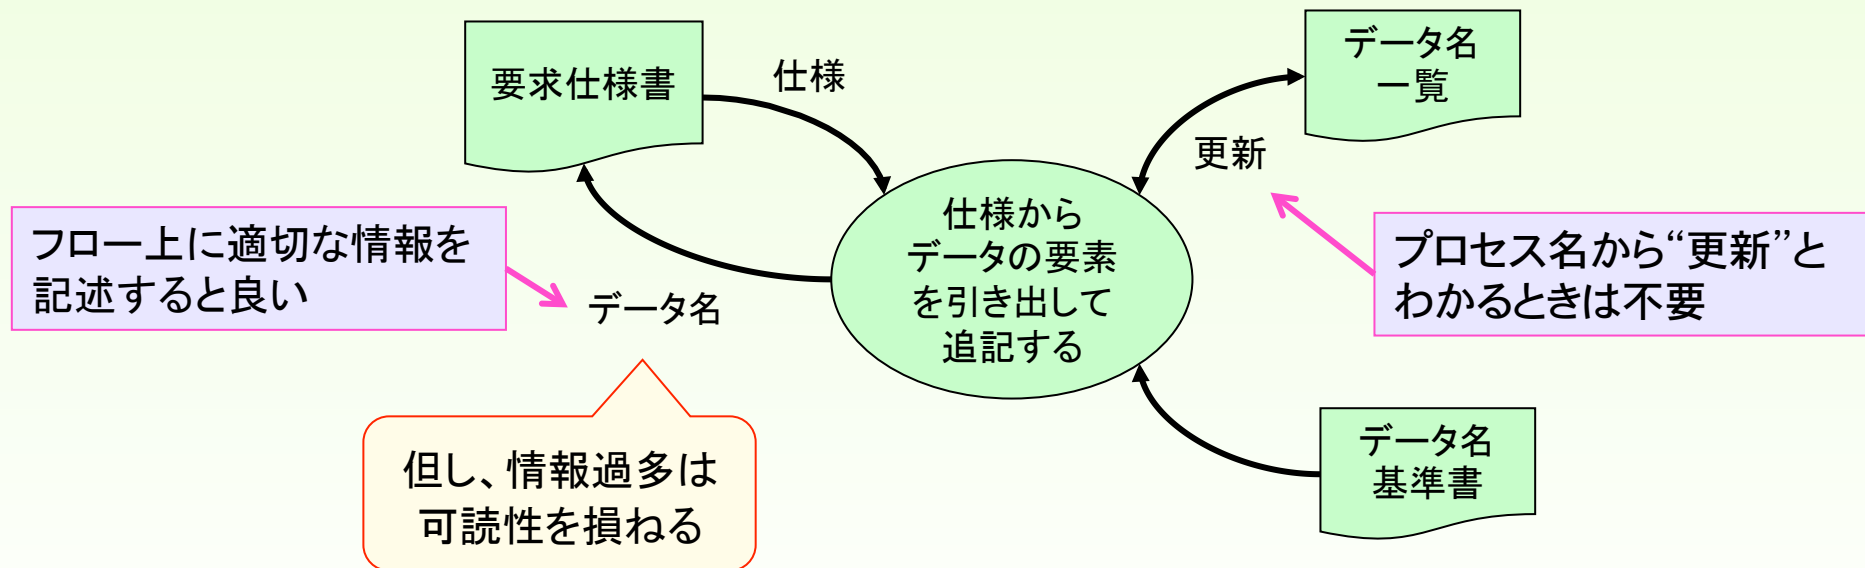 要求仕様書
仕様
データ名
一覧
更新
仕様から
データの要素
を引き出して
追記する
フロー上に適切な情報を
記述すると良い
データ名
プロセス名から“更新”と
わかるときは不要
但し、情報過多は
可読性を損ねる
データ名
基準書